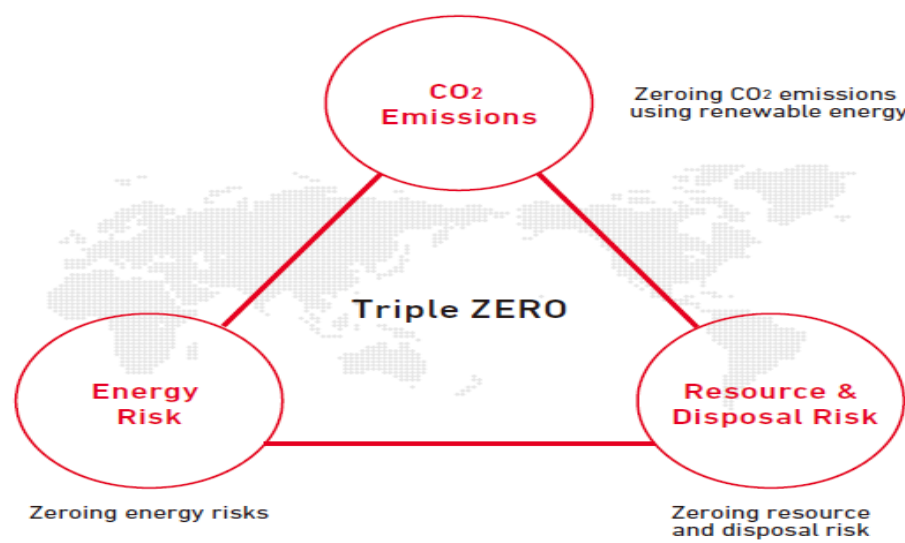 CO2
Emissions
Zeroing CO2 emissions
using renewable energy
Triple ZERO
Energy
Risk
Resource &
Disposal Risk
Zeroing energy risks
Zeroing resource
and disposal risk